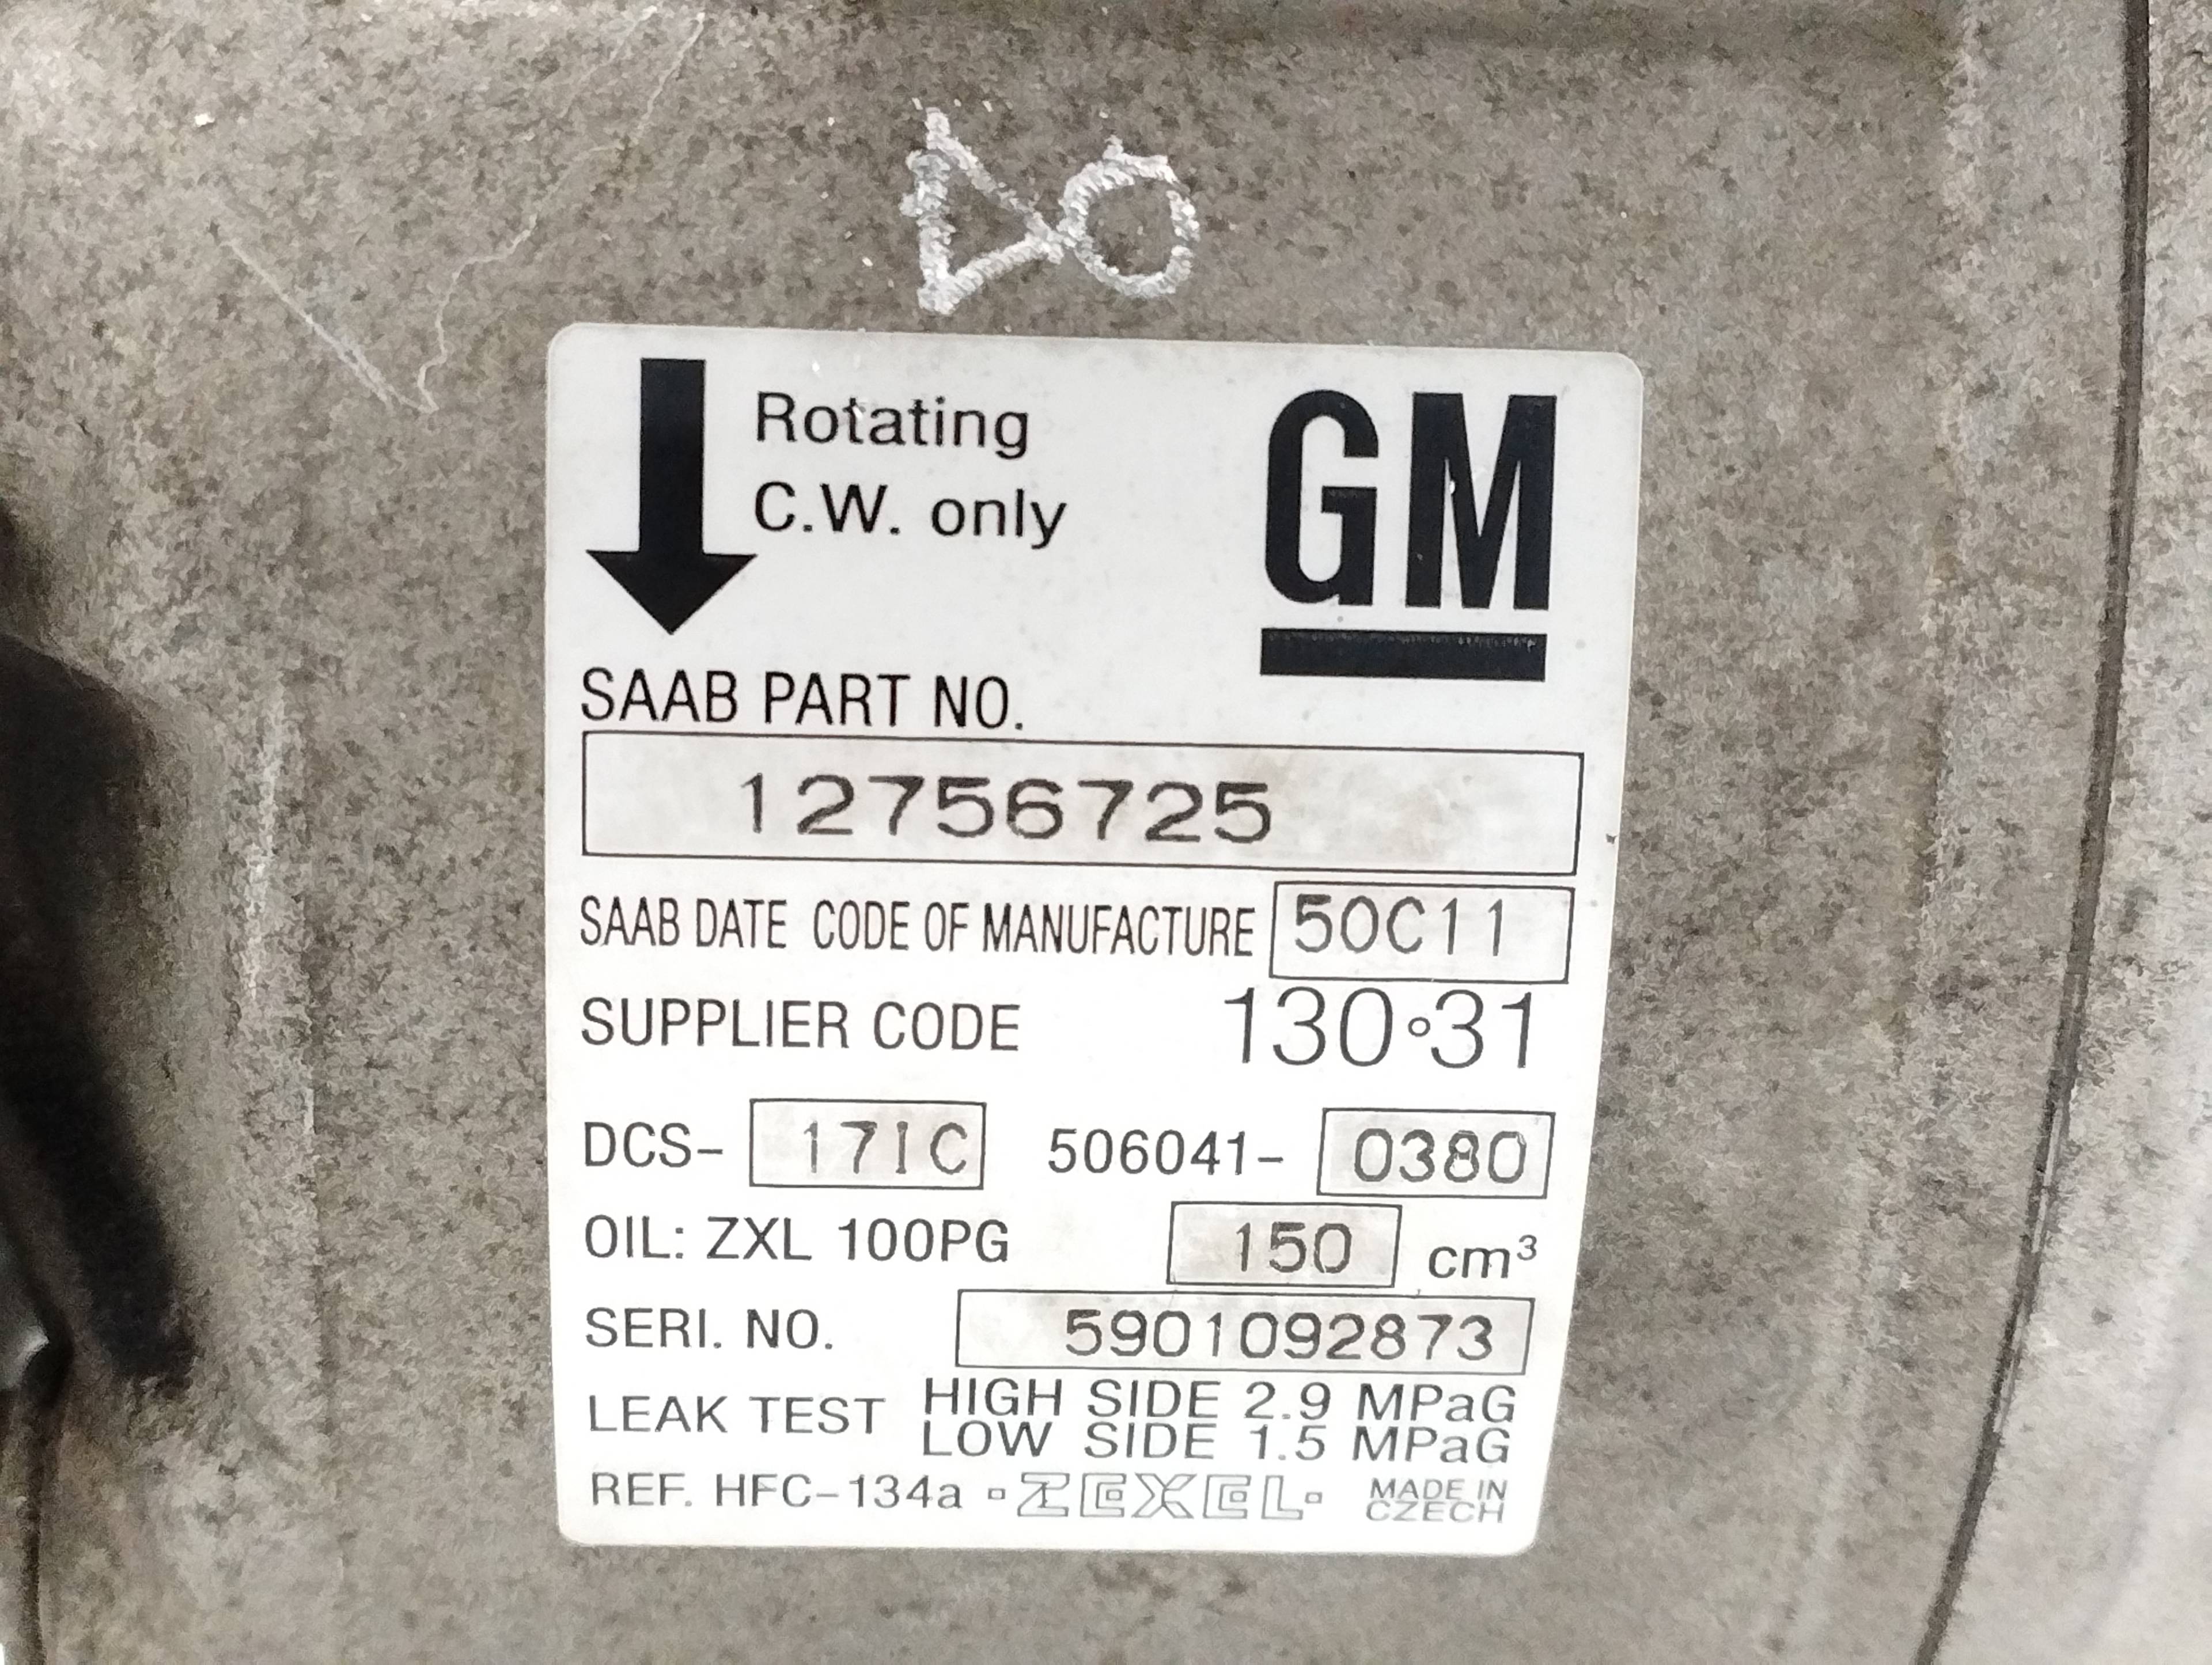 DO
Rotating
C.W. only
GM
SAAB PART NO.
12756725
SAAB DATE CODE OF MANUFACTURE 50C11
SUPPLIER CODE 130°31
DCS- 17IC 506041- 0380
OIL: ZXL 100PG 150 cm³
SERI. NO. 5901092873
LEAK TEST HIGH SIDE 2.9 MPaG
LOW SIDE 1.5 MPaG
REF. HFC-134a ZEXEL MADE IN
CZECH